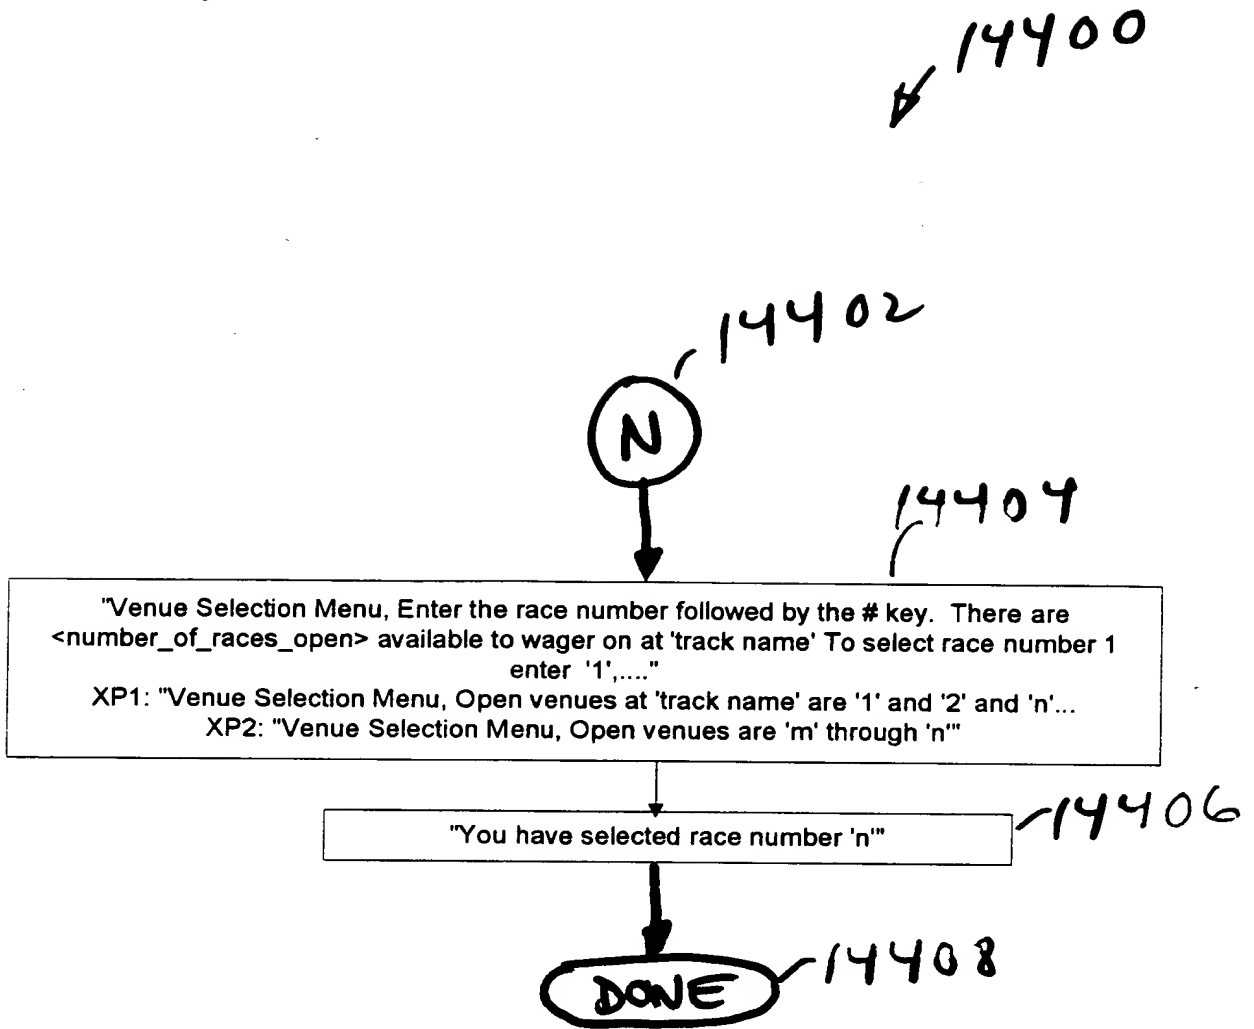 14400
14402
N
14404
"Venue Selection Menu, Enter the race number followed by the # key. There are
<number_of_races_open> available to wager on at 'track name' To select race number 1
enter '1',...."
XP1: "Venue Selection Menu, Open venues at 'track name' are '1' and '2' and 'n'...
XP2: "Venue Selection Menu, Open venues are 'm' through 'n'"
14406
"You have selected race number 'n'"
DONE
14408